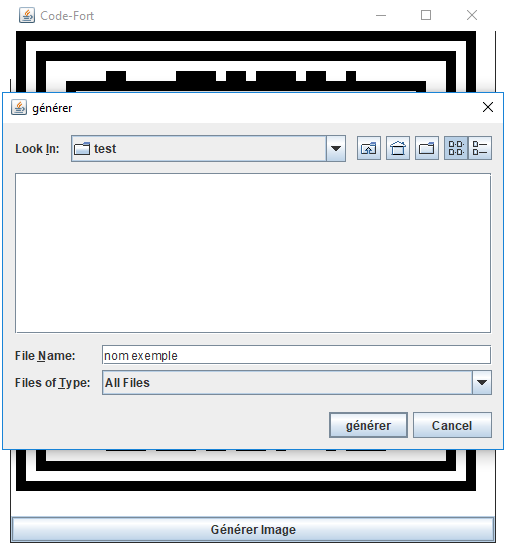 Code-Fort
générer
Look In: test
File Name: nom exemple
Files of Type: All Files
générer Cancel
Générer Image